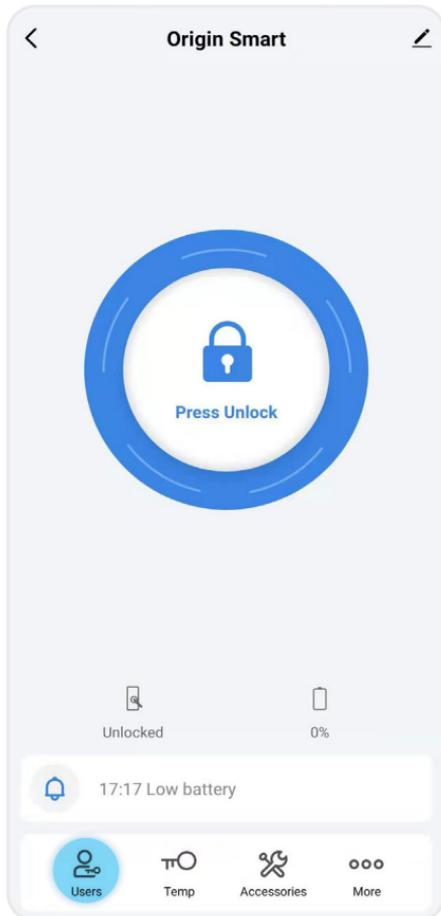 Origin Smart
Press Unlock
Unlocked
0%
17:17 Low battery
Users
Temp
Accessories
More